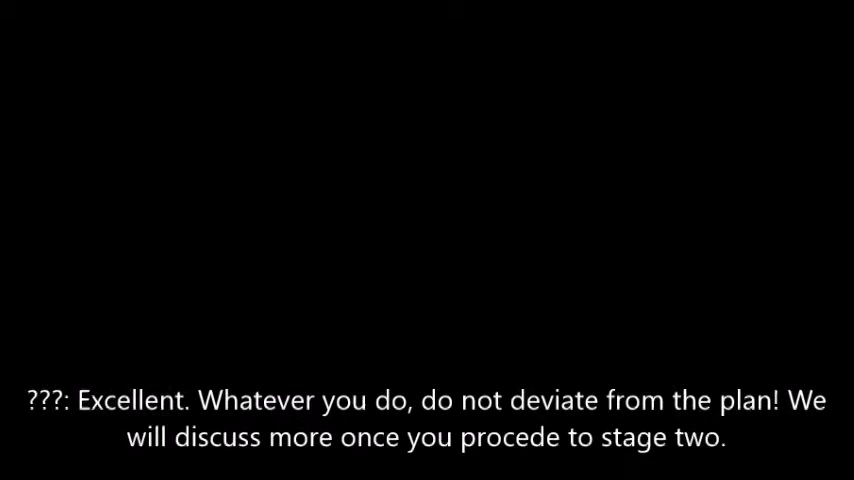 ???: Excellent. Whatever you do, do not deviate from the plan! We
will discuss more once you procede to stage two.